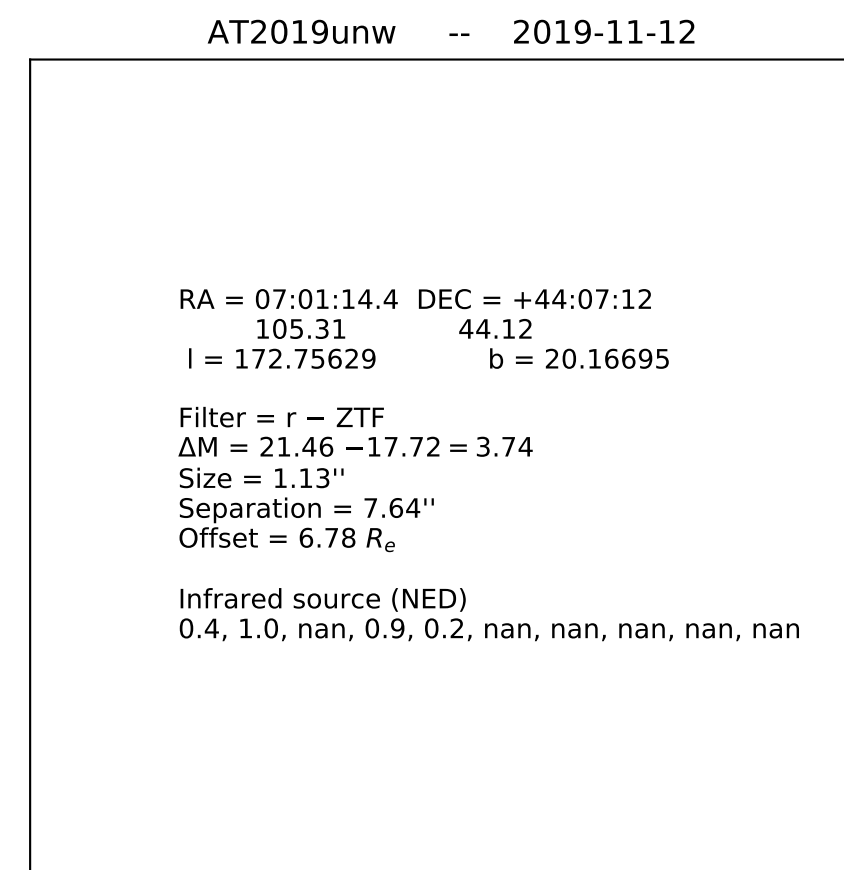 AT2019unw -- 2019-11-12
RA = 07:01:14.4 DEC = +44:07:12
105.31 44.12
l = 172.75629 b = 20.16695
Filter = r − ZTF
ΔM = 21.46 −17.72 = 3.74
Size = 1.13''
Separation = 7.64''
Offset = 6.78 Re
Infrared source (NED)
0.4, 1.0, nan, 0.9, 0.2, nan, nan, nan, nan, nan